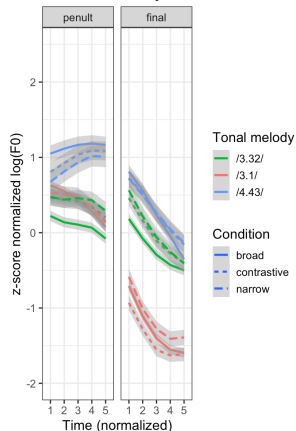 penult final
2
1
0
-1
-2
z-score normalized log(F0)
1 2 3 4 5 1 2 3 4 5
Time (normalized)
Tonal melody
/3.32/
/3.1/
/4.43/
Condition
broad
contrastive
narrow